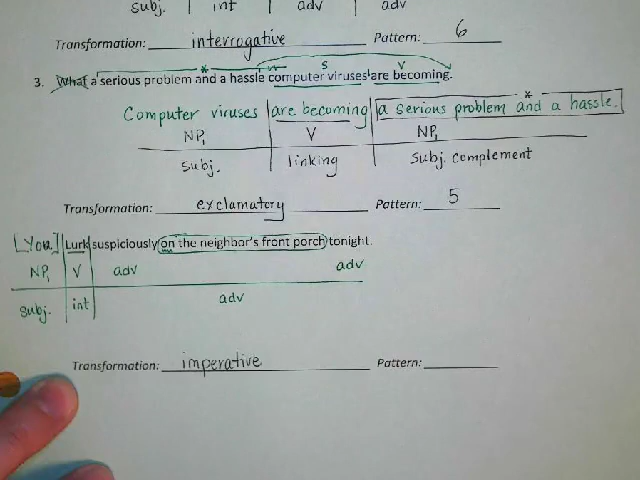 subj. int adv adv
Transformation: interrogative Pattern: 6
3. What a serious problem and a hassle computer viruses are becoming.
* S V
Computer viruses are becoming a serious problem and a hassle.
*
NP1 V NP1
subj. linking subj. complement
Transformation: exclamatory Pattern: 5
[You] Lurk suspiciously on the neighbor's front porch tonight.
NP1 V adv adv
subj. int adv
Transformation: imperative Pattern: